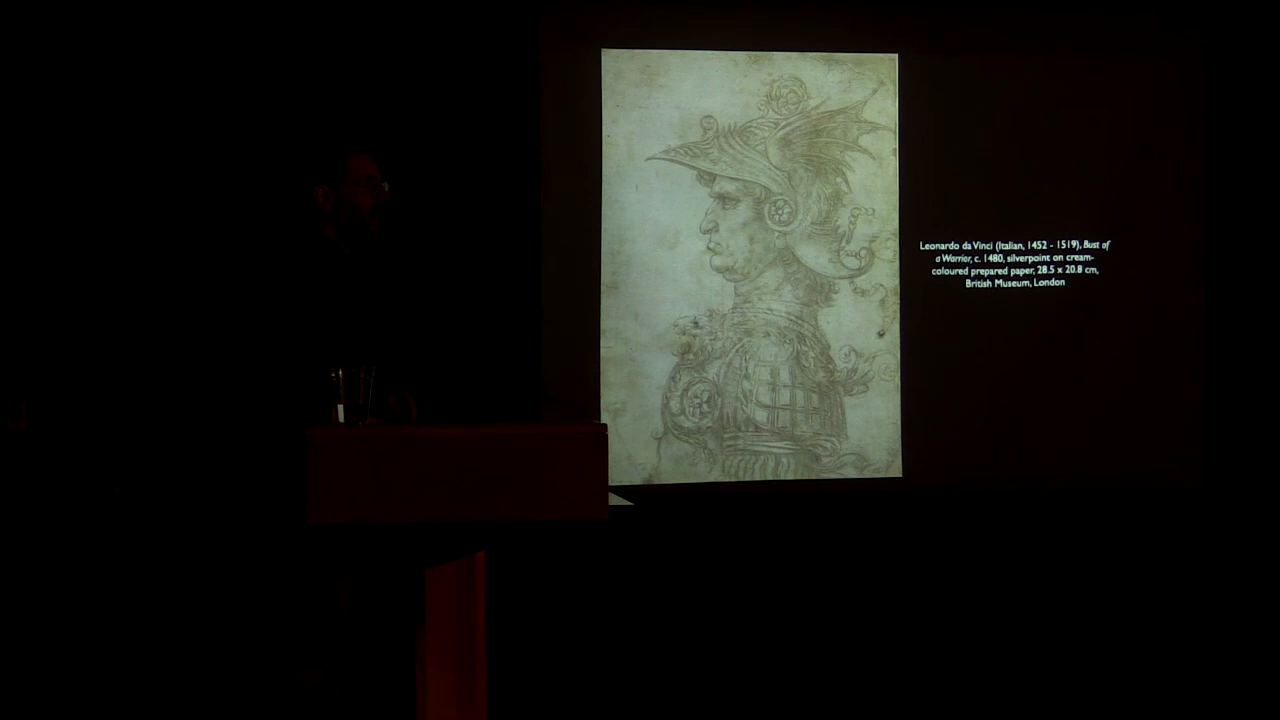 Leonardo da Vinci (Italian, 1452 - 1519), Bust of
a Warrior, c. 1480, silverpoint on cream-
coloured prepared paper, 28.5 x 20.8 cm,
British Museum, London